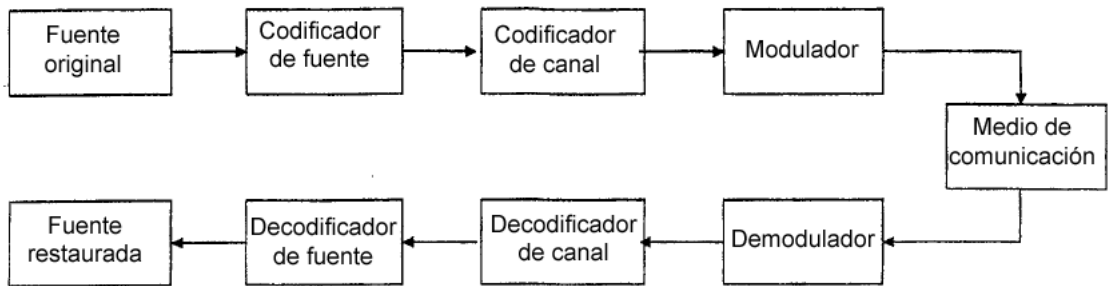 Fuente
original
Codificador
de fuente
Codificador
de canal
Modulador
Medio de
comunicación
Fuente
restaurada
Decodificador
de fuente
Decodificador
de canal
Demodulador